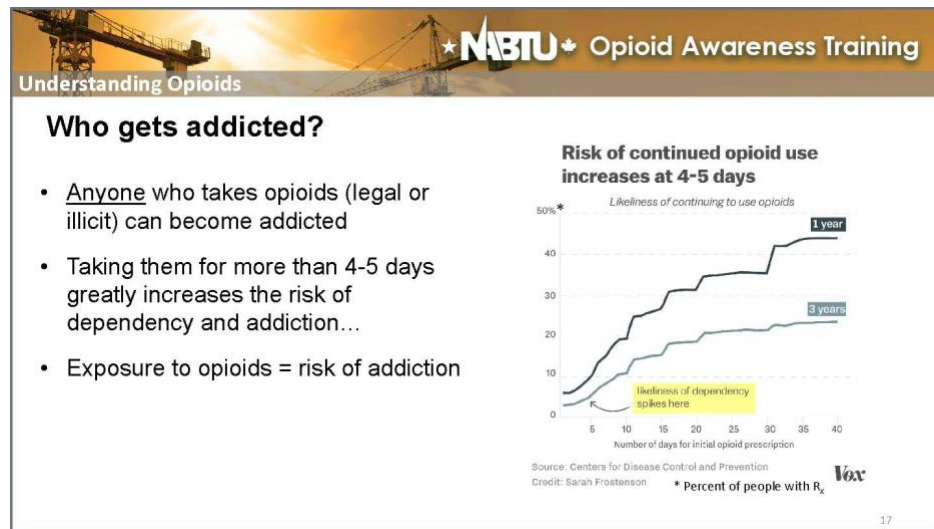 NABTU Opioid Awareness Training
Understanding Opioids
Who gets addicted?
• Anyone who takes opioids (legal or
illicit) can become addicted
• Taking them for more than 4-5 days
greatly increases the risk of
dependency and addiction…
• Exposure to opioids = risk of addiction
Risk of continued opioid use
increases at 4-5 days
Likeliness of continuing to use opioids
50% *
1 year
40
30
3 years
20
10
likeliness of dependency
spikes here
0
5 10 15 20 25 30 35 40
Number of days for initial opioid prescription
Source: Centers for Disease Control and Prevention
Credit: Sarah Frostenson
* Percent of people with Rx
Vox
17